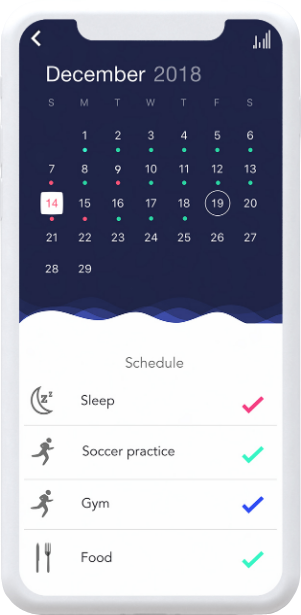 December 2018
S M T W T F S
1 2 3 4 5 6
7 8 9 10 11 12 13
14 15 16 17 18 19 20
21 22 23 24 25 26 27
28 29
Schedule
zz Sleep
Soccer practice
Gym
Food